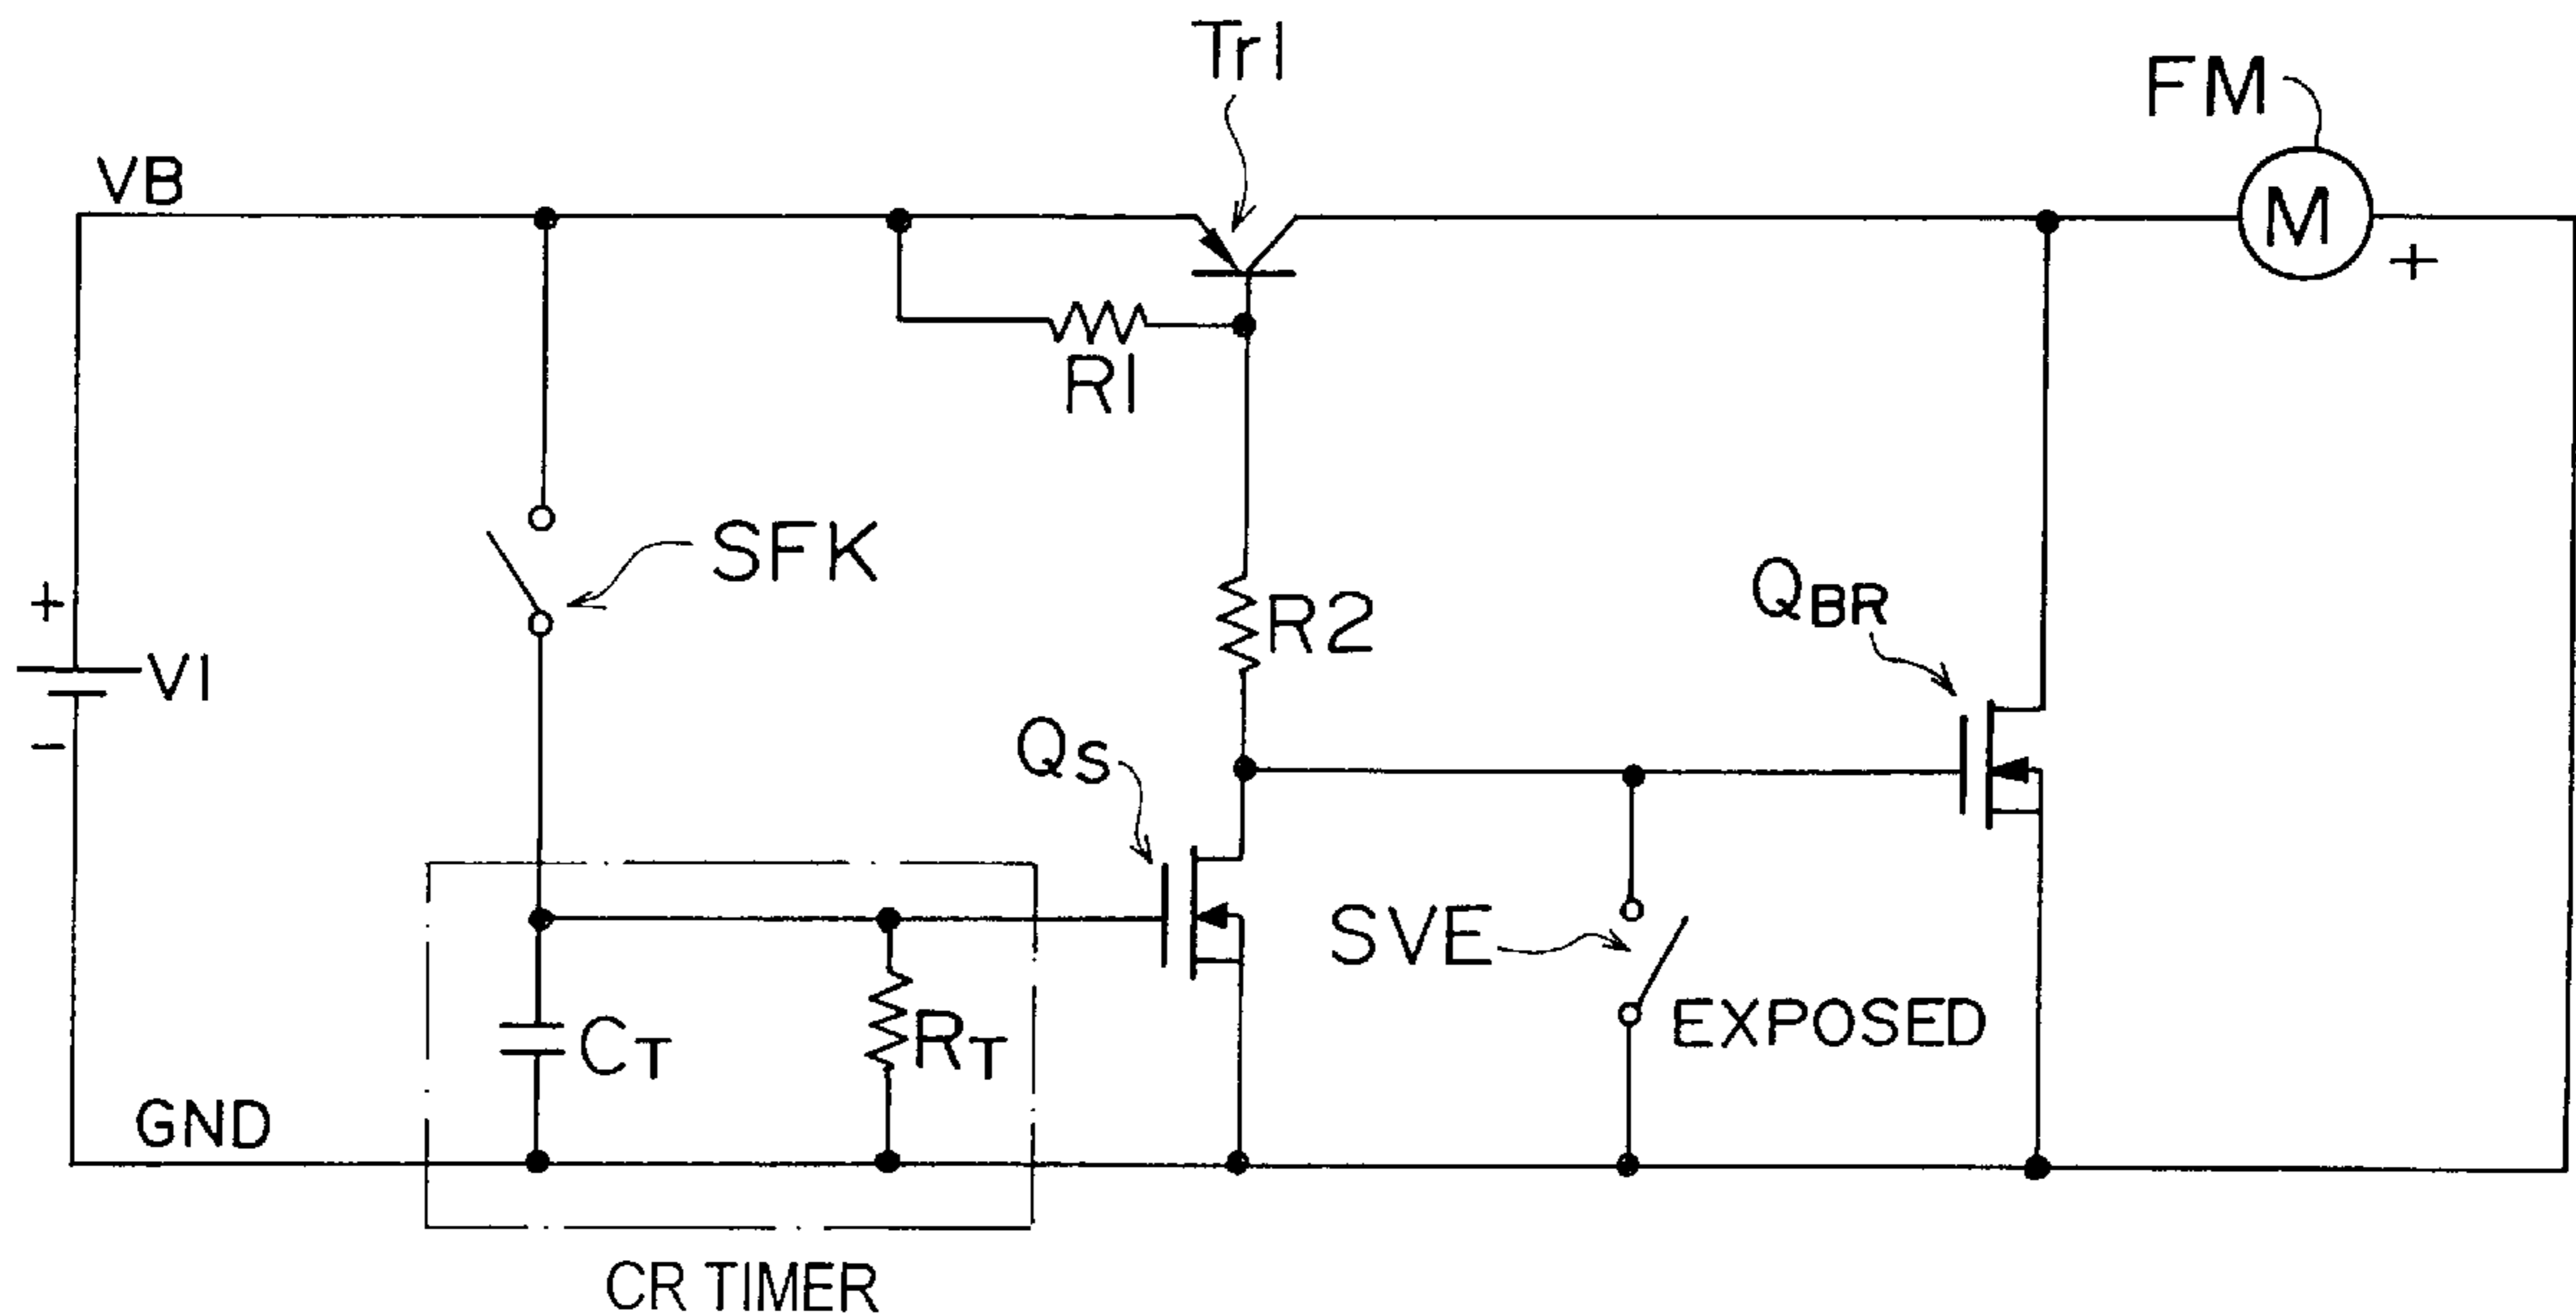 Tr1
FM
VB
M
+
R1
SFK
+
V1
−
R2
QBR
QS
SVE
EXPOSED
CT
RT
GND
CR TIMER